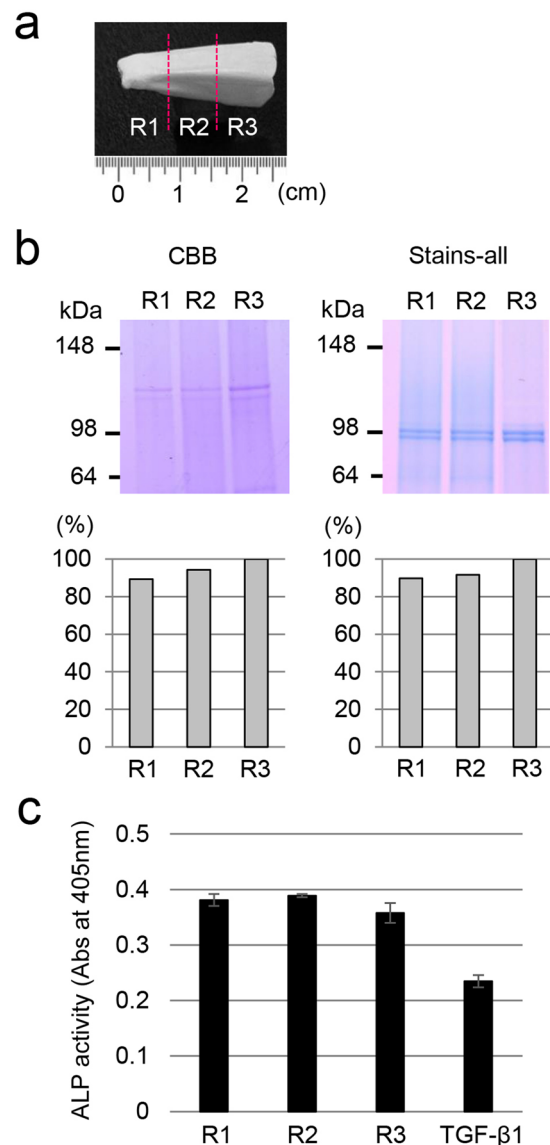 a
R1 R2 R3
0 1 2 (cm)
b
CBB
kDa
R1 R2 R3
148
98
64
(%)
100
80
60
40
20
0
R1 R2 R3
Stains-all
kDa
R1 R2 R3
148
98
64
(%)
100
80
60
40
20
0
R1 R2 R3
c
ALP activity (Abs at 405nm)
0.5
0.4
0.3
0.2
0.1
0
R1 R2 R3 TGF-β1